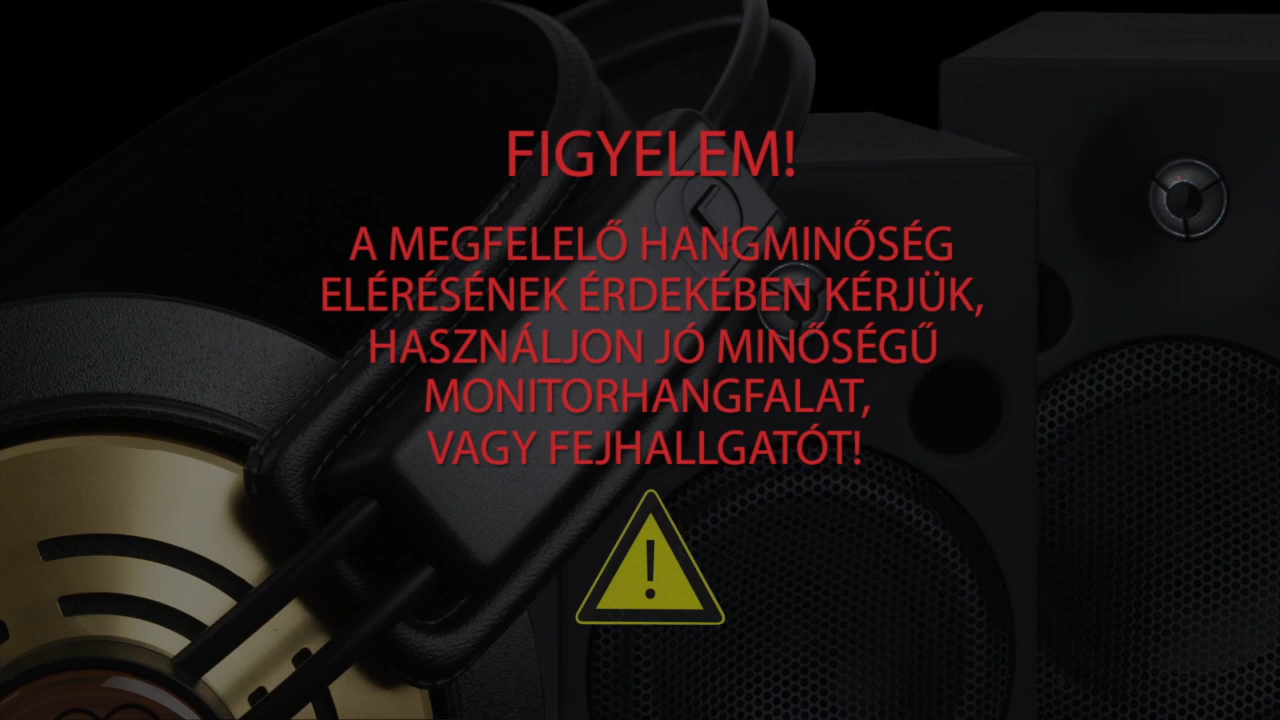 FIGYELEM!
A MEGFELELŐ HANGMINŐSÉG
ELÉRÉSÉNEK ÉRDEKÉBEN KÉRJÜK,
HASZNÁLJON JÓ MINŐSÉGŰ
MONITORHANGFALAT,
VAGY FEJHALLGATÓT!
!